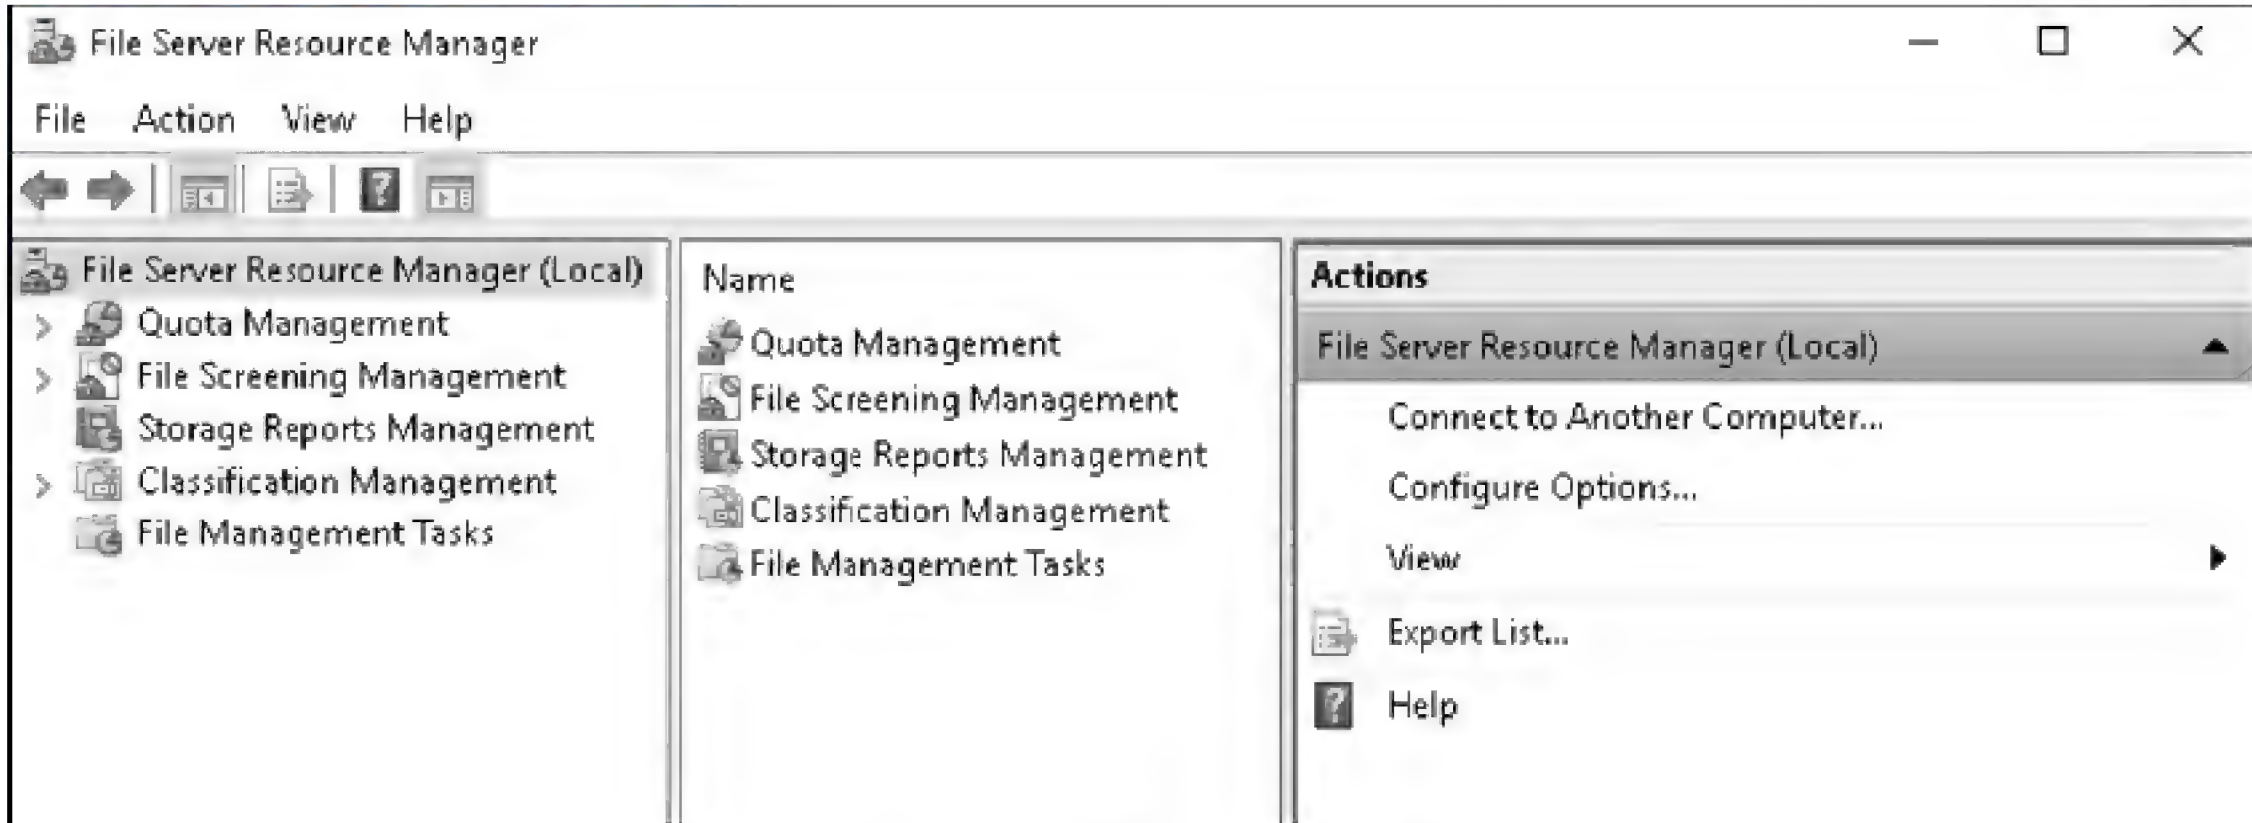 File Server Resource Manager
File Action View Help
File Server Resource Manager (Local)
Quota Management
File Screening Management
Storage Reports Management
Classification Management
File Management Tasks
Name
Quota Management
File Screening Management
Storage Reports Management
Classification Management
File Management Tasks
Actions
File Server Resource Manager (Local)
Connect to Another Computer...
Configure Options...
View
Export List...
Help